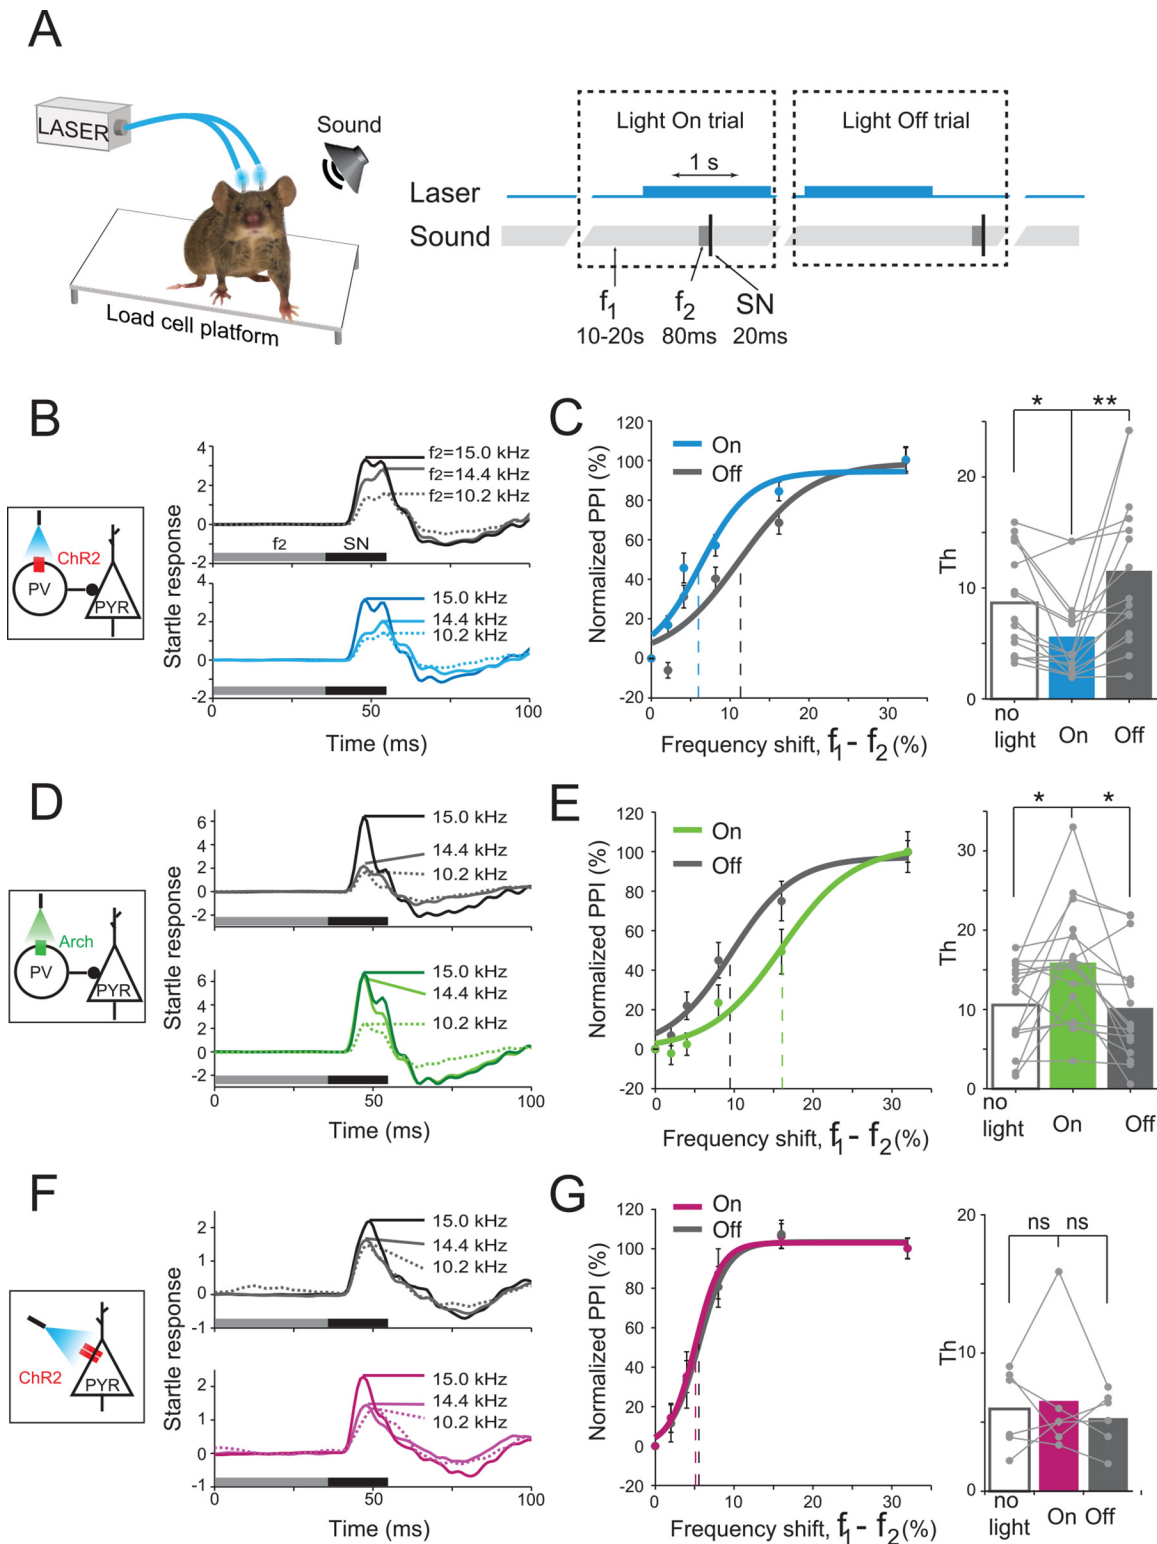 A
LASER
Sound
Load cell platform
Light On trial
Light Off trial
1 s
Laser
Sound
f1 f2 SN
10-20s 80ms 20ms
B
ChR2
PV
PYR
Startle response
4
2
0
-2
f2=15.0 kHz
f2=14.4 kHz
f2=10.2 kHz
f2 SN
4
2
0
-2
15.0 kHz
14.4 kHz
10.2 kHz
0 50 100
Time (ms)
C
Normalized PPI (%)
120
100
80
60
40
20
0
-20
On
Off
0 10 20 30
Frequency shift, f1 - f2 (%)
* **
Th
20
10
0
no light On Off
D
Arch
PV
PYR
Startle response
6
4
2
0
-2
15.0 kHz
14.4 kHz
10.2 kHz
6
4
2
0
-2
15.0 kHz
14.4 kHz
10.2 kHz
0 50 100
Time (ms)
E
Normalized PPI (%)
120
100
80
60
40
20
0
-20
On
Off
0 10 20 30
Frequency shift, f1 - f2 (%)
* *
Th
30
20
10
0
no light On Off
F
ChR2
PYR
Startle response
2
1
0
-1
15.0 kHz
14.4 kHz
10.2 kHz
2
1
0
-1
15.0 kHz
14.4 kHz
10.2 kHz
0 50 100
Time (ms)
G
Normalized PPI (%)
120
100
80
60
40
20
0
-20
On
Off
0 10 20 30
Frequency shift, f1 - f2 (%)
ns ns
Th
20
10
0
no light On Off